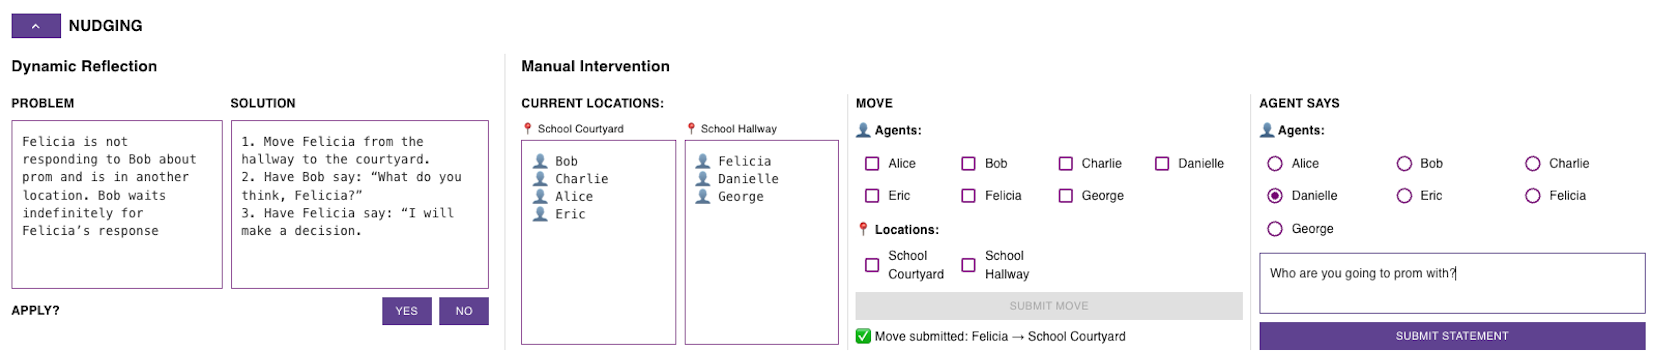 NUDGING
Dynamic Reflection
PROBLEM
Felicia is not
responding to Bob about
prom and is in another
location. Bob waits
indefinitely for
Felicia’s response
SOLUTION
1. Move Felicia from the
hallway to the courtyard.
2. Have Bob say: “What do you
think, Felicia?”
3. Have Felicia say: “I will
make a decision.
APPLY?
YES
NO
Manual Intervention
CURRENT LOCATIONS:
School Courtyard
Bob
Charlie
Alice
Eric
School Hallway
Felicia
Danielle
George
MOVE
Agents:
Alice
Bob
Charlie
Danielle
Eric
Felicia
George
Locations:
School
Courtyard
School
Hallway
SUBMIT MOVE
Move submitted: Felicia → School Courtyard
AGENT SAYS
Agents:
Alice
Bob
Charlie
Danielle
Eric
Felicia
George
Who are you going to prom with?
SUBMIT STATEMENT